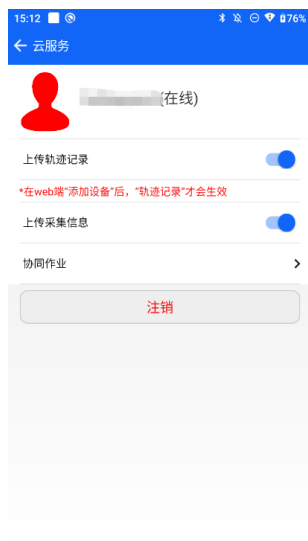 15:12 76%
云服务
(在线)
上传轨迹记录
*在web端“添加设备”后，“轨迹记录”才会生效
上传采集信息
协同作业
注销